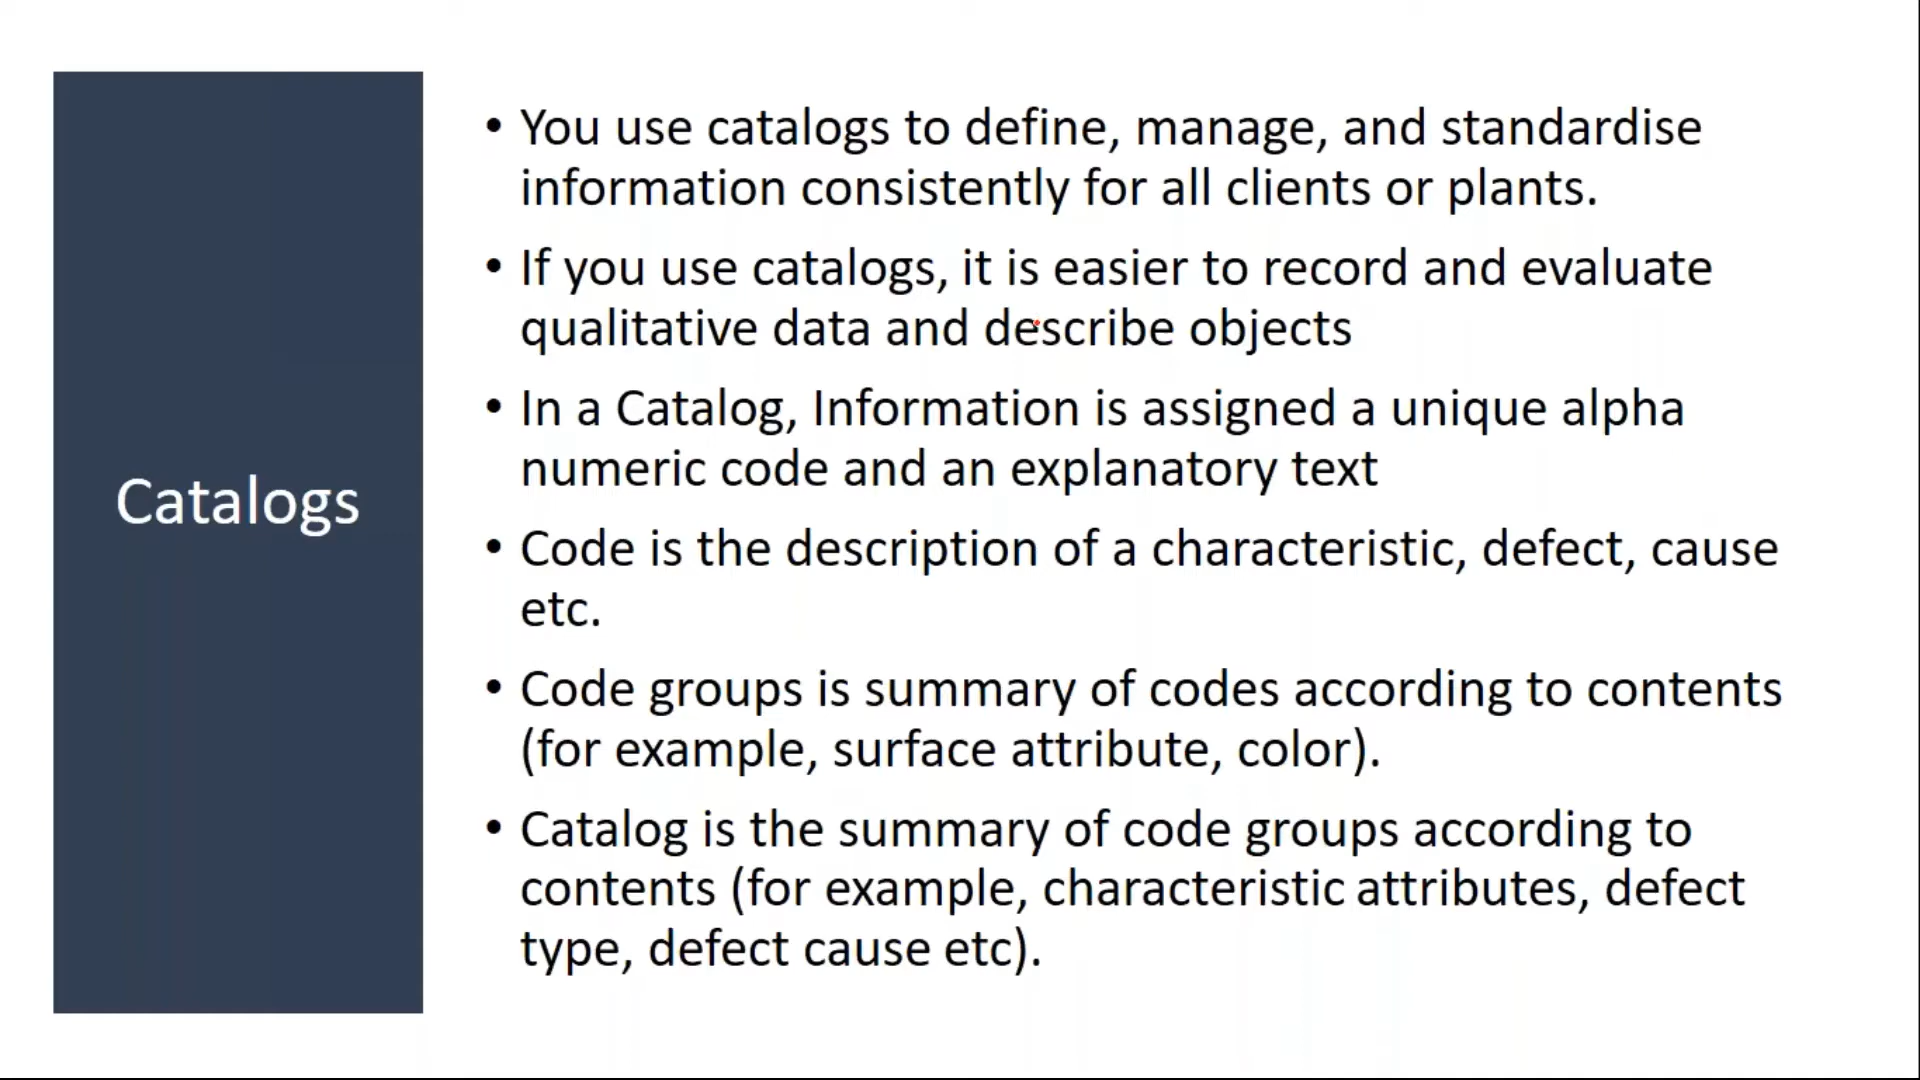 Catalogs
• You use catalogs to define, manage, and standardise
information consistently for all clients or plants.
• If you use catalogs, it is easier to record and evaluate
qualitative data and describe objects
• In a Catalog, Information is assigned a unique alpha
numeric code and an explanatory text
• Code is the description of a characteristic, defect, cause
etc.
• Code groups is summary of codes according to contents
(for example, surface attribute, color).
• Catalog is the summary of code groups according to
contents (for example, characteristic attributes, defect
type, defect cause etc).